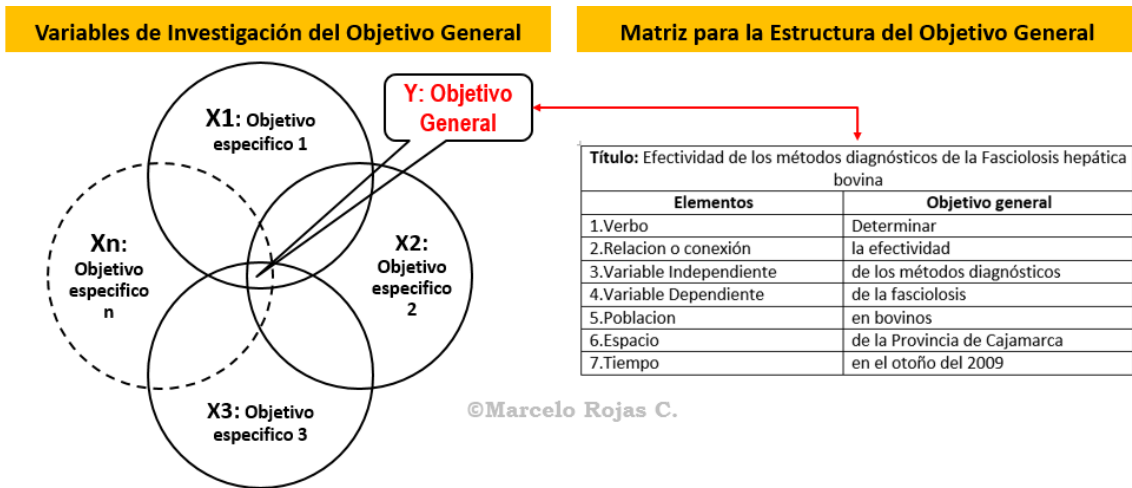 Variables de Investigación del Objetivo General
X1: Objetivo
especifico 1
Y: Objetivo
General
Xn:
Objetivo
especifico
n
X2:
Objetivo
especifico
2
X3: Objetivo
especifico 3
Matriz para la Estructura del Objetivo General
Título: Efectividad de los métodos diagnósticos de la Fasciolosis hepática
bovina
Elementos Objetivo general
1.Verbo Determinar
2.Relacion o conexión la efectividad
3.Variable Independiente de los métodos diagnósticos
4.Variable Dependiente de la fasciolosis
5.Poblacion en bovinos
6.Espacio de la Provincia de Cajamarca
7.Tiempo en el otoño del 2009
©Marcelo Rojas C.